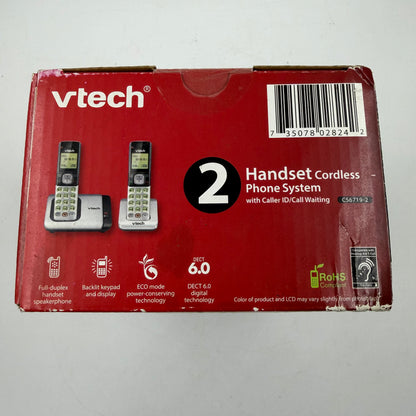 vtech®
7 35078 02824 2
2
Handset Cordless
Phone System
with Caller ID/Call Waiting
CS6719-2
vtech
vtech
Full-duplex
handset
speakerphone
Backlit keypad
and display
ECO mode
power-conserving
technology
DECT
6.0
DECT 6.0
digital
technology
RoHS
Compliant
Color of product and LCD may vary slightly from photograph.